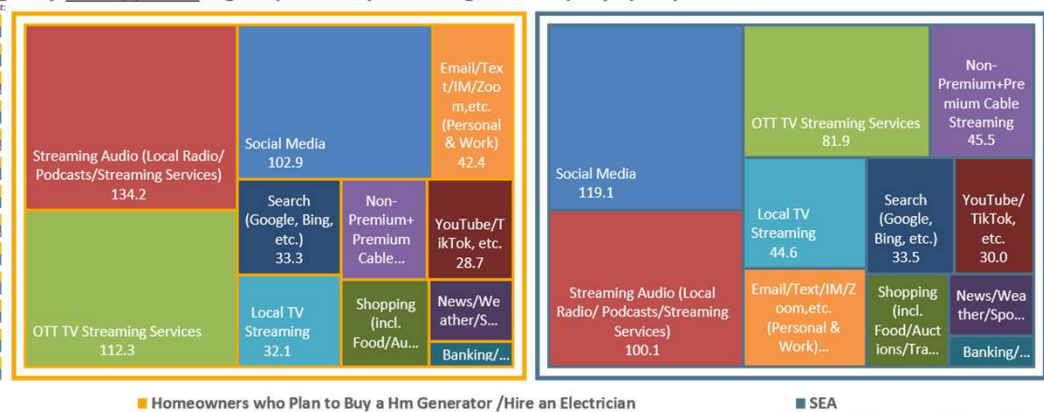 Streaming Audio (Local Radio/
Podcasts/Streaming Services)
134.2
OTT TV Streaming Services
112.3
Social Media
102.9
Email/Tex
t/IM/Zoo
m,etc.
(Personal
& Work)
42.4
Search
(Google, Bing,
etc.)
33.3
Non-
Premium+
Premium
Cable...
YouTube/T
ikTok, etc.
28.7
Local TV
Streaming
32.1
Shopping
(incl.
Food/Au...
News/We
ather/S...
Banking/...
Social Media
119.1
Streaming Audio (Local
Radio/ Podcasts/Streaming
Services)
100.1
OTT TV Streaming Services
81.9
Non-
Premium+Pre
mium Cable
Streaming
45.5
Local TV
Streaming
44.6
Search
(Google,
Bing, etc.)
33.5
YouTube/
TikTok,
etc.
30.0
Email/Text/IM/Z
oom,etc.
(Personal &
Work)...
Shopping
(incl.
Food/Auct
ions/Tra...
News/Wea
ther/Spo...
Banking/...
Homeowners who Plan to Buy a Hm Generator /Hire an Electrician
SEA